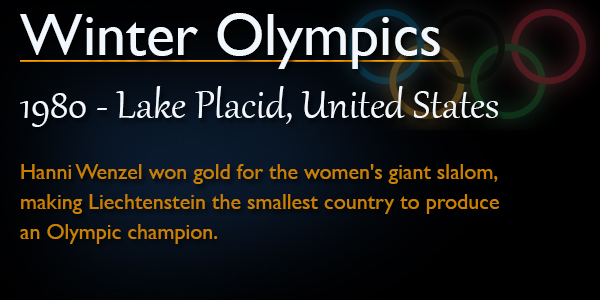 Winter Olympics
1980 - Lake Placid, United States
Hanni Wenzel won gold for the women's giant slalom,
making Liechtenstein the smallest country to produce
an Olympic champion.